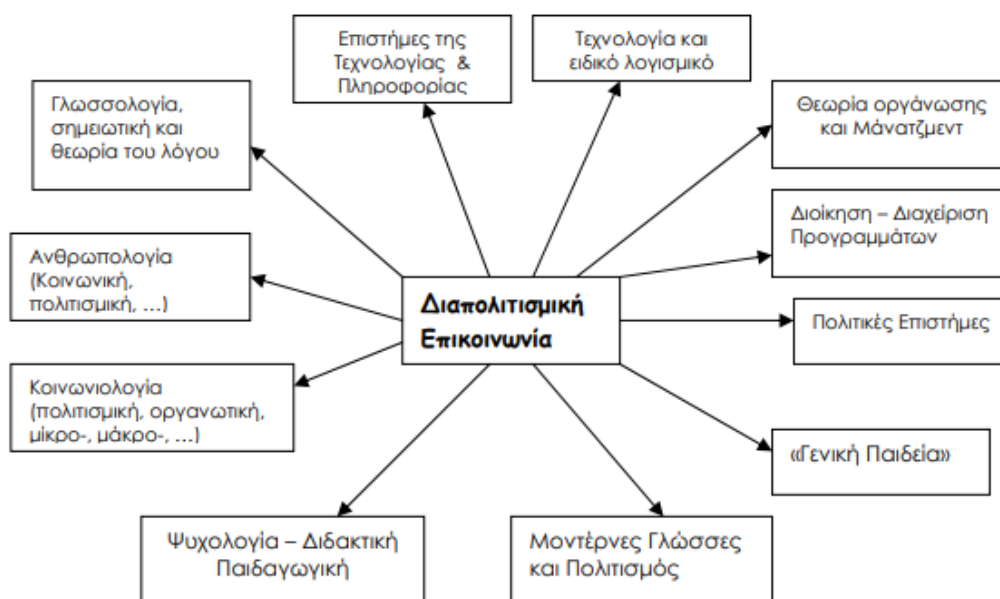 Επιστήμες της
Τεχνολογίας &
Πληροφορίας
Τεχνολογία και
ειδικό λογισμικό
Γλωσσολογία,
σημειωτική και
θεωρία του λόγου
Θεωρία οργάνωσης
και Μάνατζμεντ
Διοίκηση – Διαχείριση
Προγραμμάτων
Ανθρωπολογία
(Κοινωνική,
πολιτισμική, ...)
Διαπολιτισμική
Επικοινωνία
Πολιτικές Επιστήμες
Κοινωνιολογία
(πολιτισμική, οργανωτική,
μίκρο-, μάκρο-, ...)
«Γενική Παιδεία»
Ψυχολογία – Διδακτική
Παιδαγωγική
Μοντέρνες Γλώσσες
και Πολιτισμός